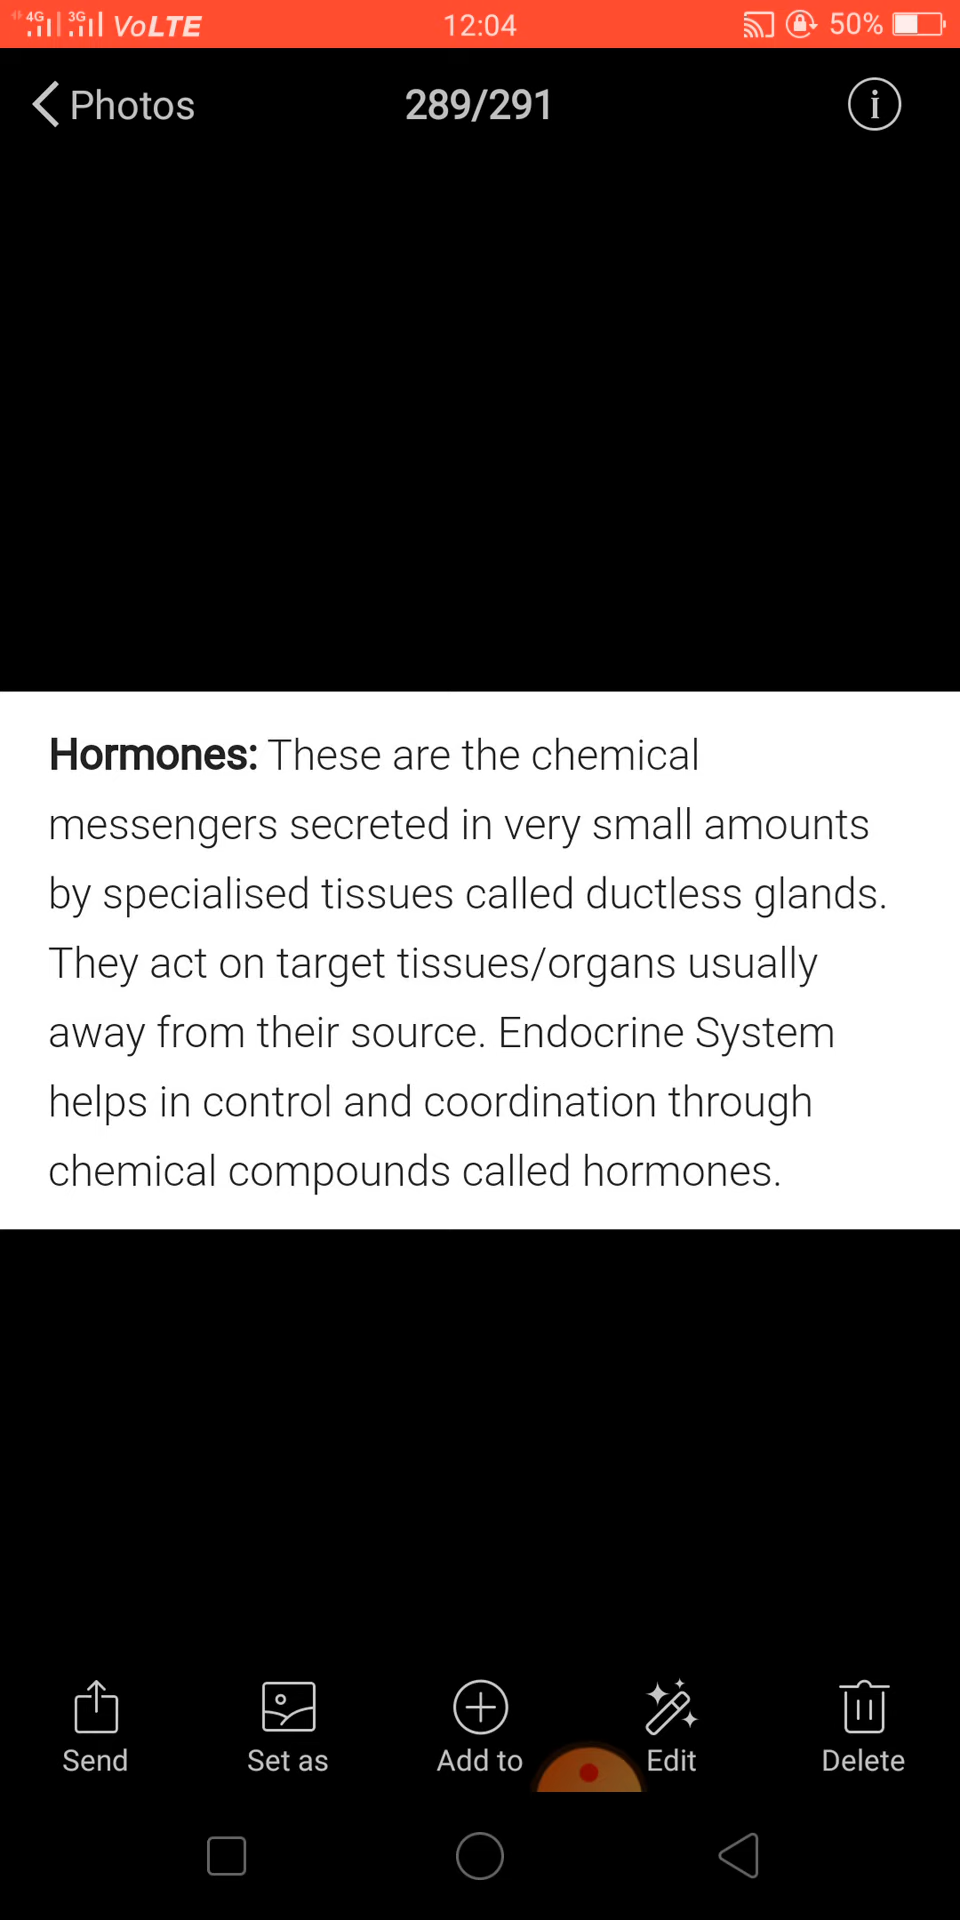 4G 3G VoLTE 12:04 50%
Photos 289/291
Hormones: These are the chemical
messengers secreted in very small amounts
by specialised tissues called ductless glands.
They act on target tissues/organs usually
away from their source. Endocrine System
helps in control and coordination through
chemical compounds called hormones.
Send Set as Add to Edit Delete